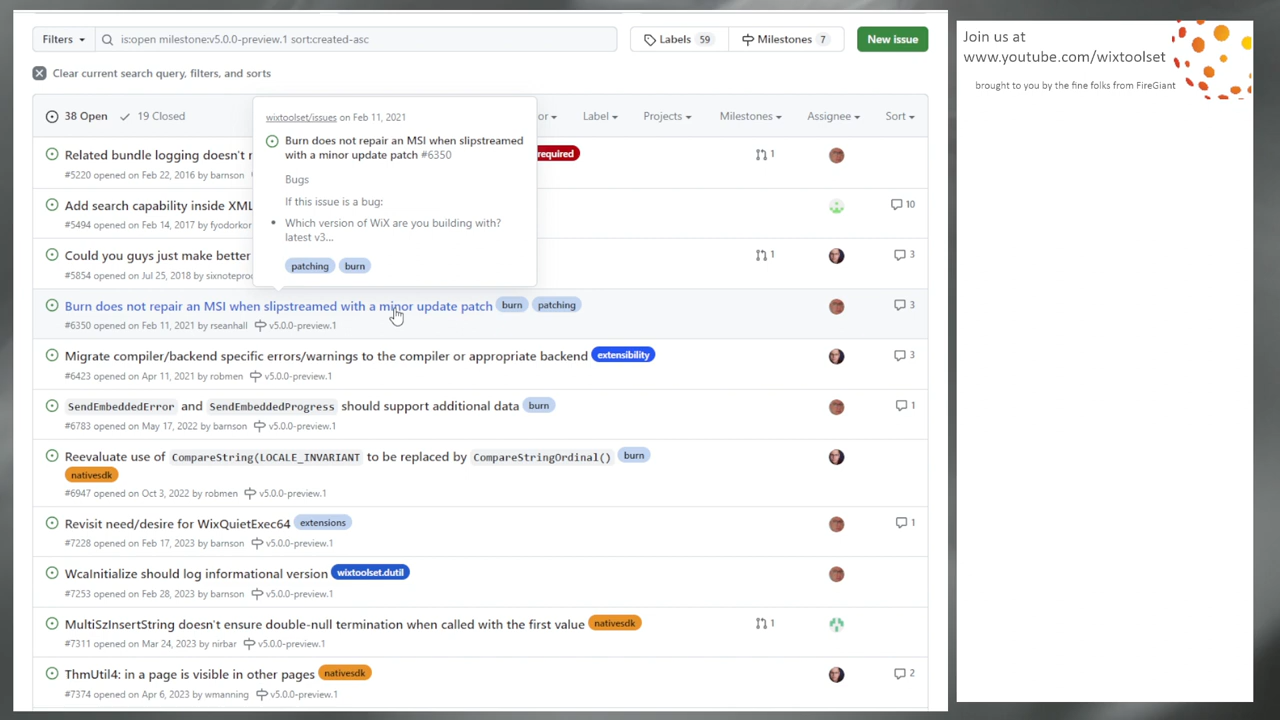 Filters
is:open milestone:v5.0.0-preview.1 sort:created-asc
Labels 59
Milestones 7
New issue
Clear current search query, filters, and sorts
38 Open
19 Closed
or
Label
Projects
Milestones
Assignee
Sort
wixtoolset/issues on Feb 11, 2021
Burn does not repair an MSI when slipstreamed
with a minor update patch #6350
Bugs
If this issue is a bug:
Which version of WiX are you building with?
latest v3...
patching burn
Related bundle logging doesn't r
required
1
#5220 opened on Feb 22, 2016 by barnson
Add search capability inside XML
10
#5494 opened on Feb 14, 2017 by fyodorkor
Could you guys just make better
1
3
#5854 opened on Jul 25, 2018 by sixnoteproc
Burn does not repair an MSI when slipstreamed with a minor update patch burn patching
3
#6350 opened on Feb 11, 2021 by rseanhall v5.0.0-preview.1
Migrate compiler/backend specific errors/warnings to the compiler or appropriate backend extensibility
3
#6423 opened on Apr 11, 2021 by robmen v5.0.0-preview.1
SendEmbeddedError and SendEmbeddedProgress should support additional data burn
1
#6783 opened on May 17, 2022 by barnson v5.0.0-preview.1
Reevaluate use of CompareString(LOCALE_INVARIANT to be replaced by CompareStringOrdinal() burn
nativesdk
#6947 opened on Oct 3, 2022 by robmen v5.0.0-preview.1
Revisit need/desire for WixQuietExec64 extensions
1
#7228 opened on Feb 17, 2023 by barnson v5.0.0-preview.1
WcaInitialize should log informational version wixtoolset.dutil
#7253 opened on Feb 28, 2023 by barnson v5.0.0-preview.1
MultiSzInsertString doesn't ensure double-null termination when called with the first value nativesdk
1
#7311 opened on Mar 24, 2023 by nirbar v5.0.0-preview.1
ThmUtil4: in a page is visible in other pages nativesdk
2
#7374 opened on Apr 6, 2023 by wmanning v5.0.0-preview.1
Join us at
www.youtube.com/wixtoolset
brought to you by the fine folks from FireGiant